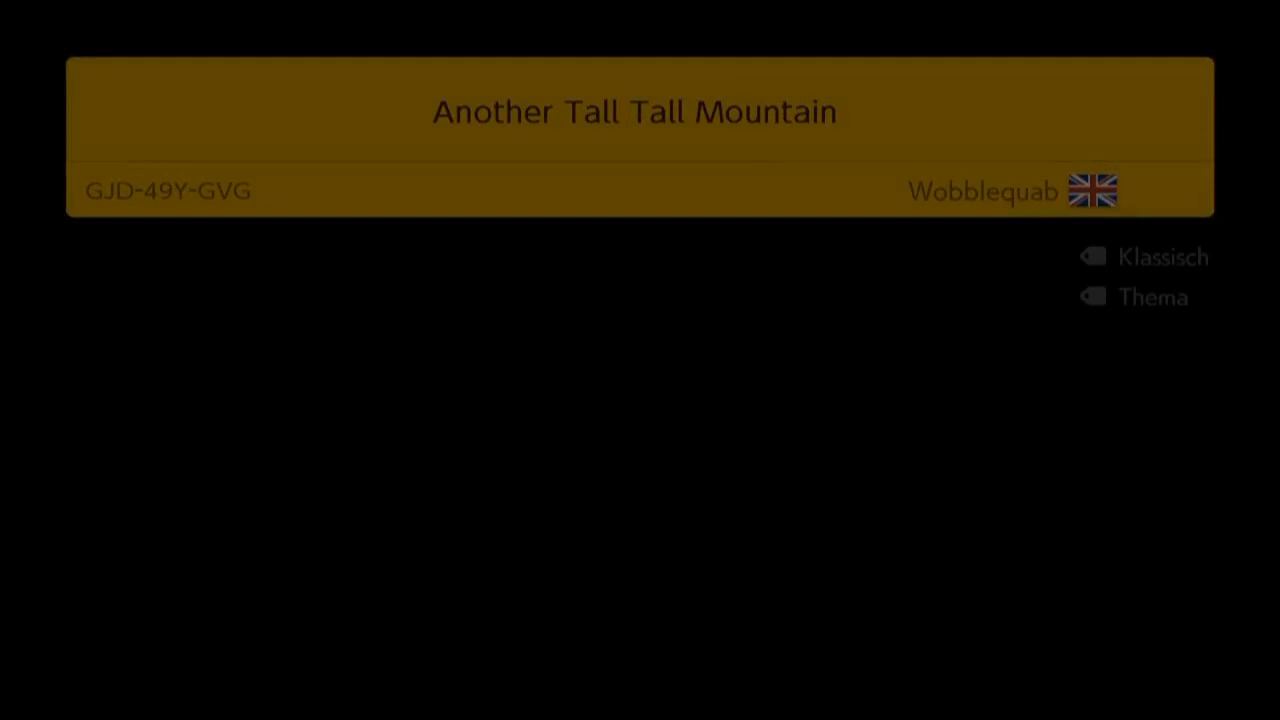 Another Tall Tall Mountain
GJD-49Y-GVG
Wobblequab
Klassisch
Thema